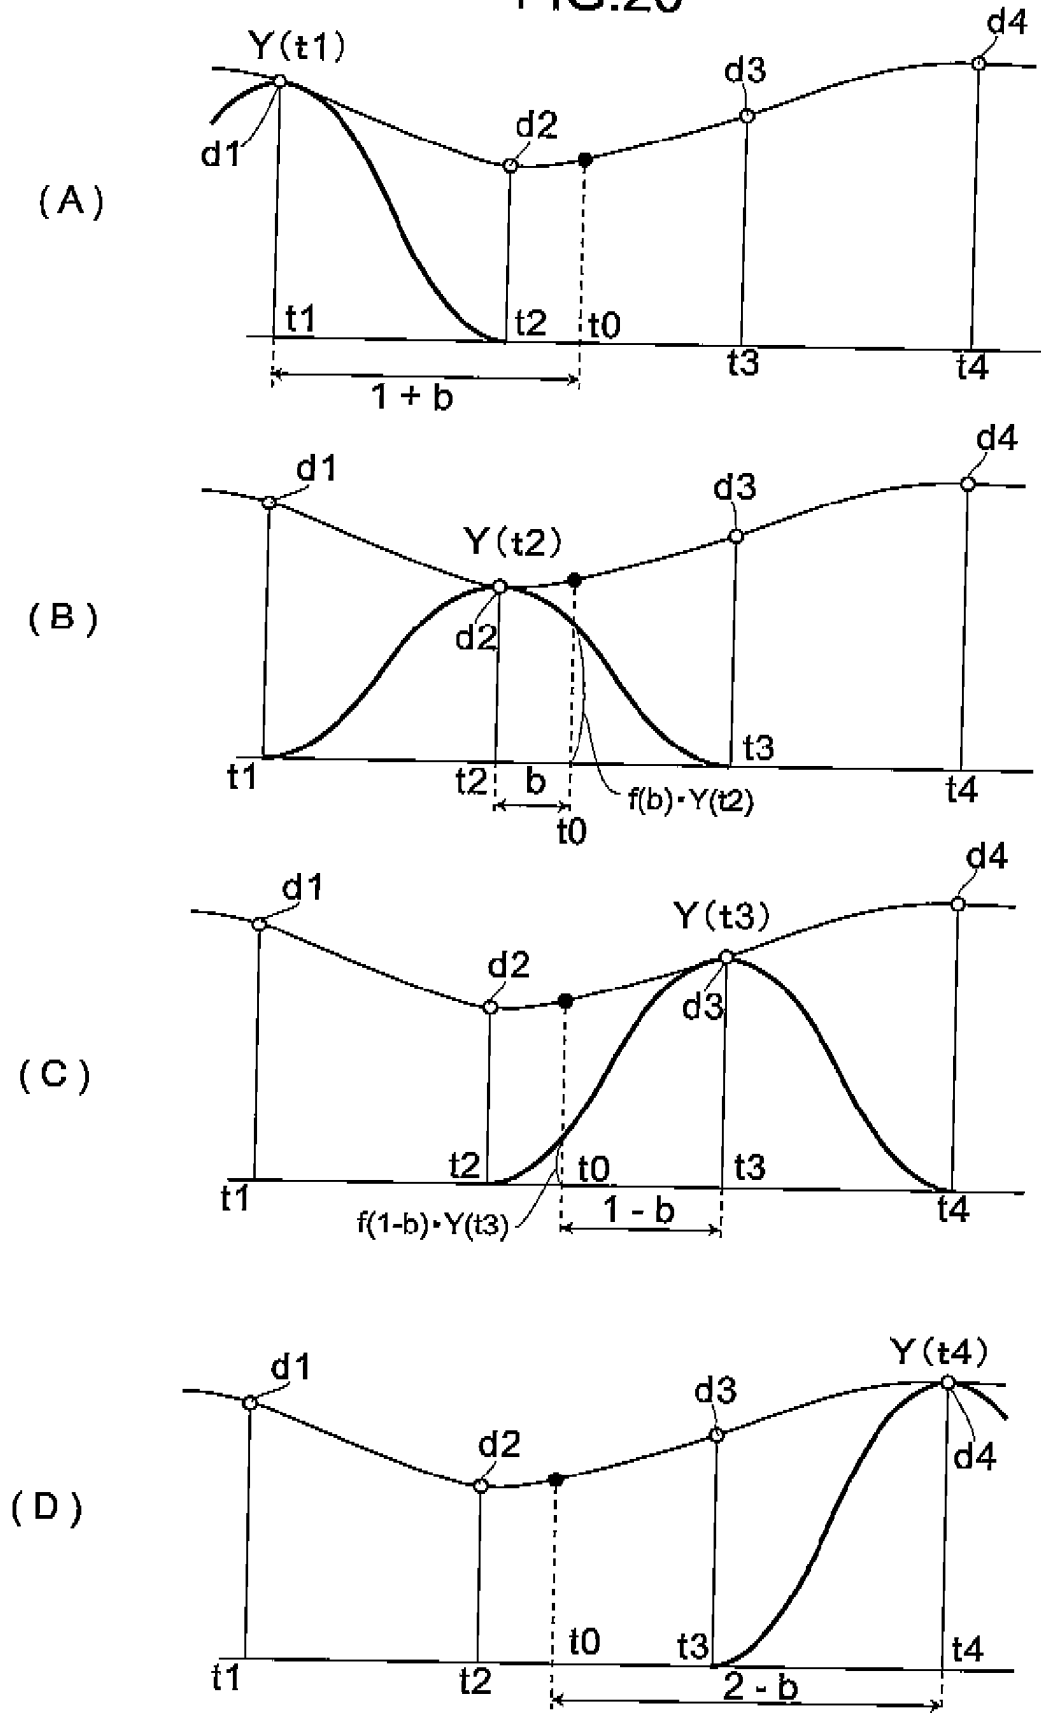 FIG.20
Y(t1)
d1
d2
d3
d4
(A)
t1
t2
t0
t3
t4
1 + b
d1
Y(t2)
d2
d3
d4
(B)
t1
t2
b
t0
t3
t4
f(b)·Y(t2)
d1
d2
Y(t3)
d3
d4
(C)
t1
t2
t0
t3
t4
f(1-b)·Y(t3)
1 - b
d1
d2
d3
Y(t4)
d4
(D)
t1
t2
t0
t3
t4
2 - b